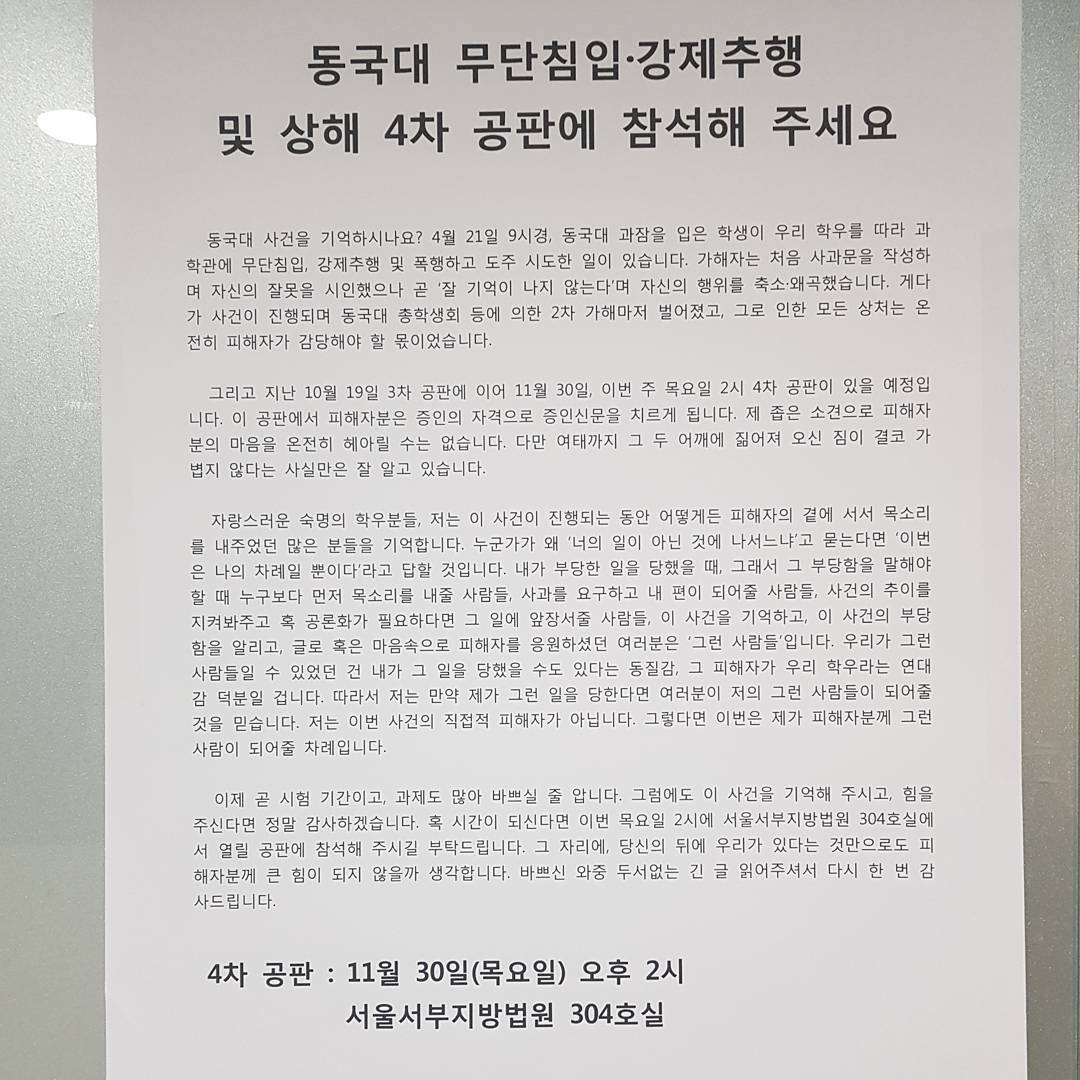 동국대 무단침입·강제추행
및 상해 4차 공판에 참석해 주세요
동국대 사건을 기억하시나요? 4월 21일 9시경, 동국대 과잠을 입은 학생이 우리 학우를 따라 과
학관에 무단침입, 강제추행 및 폭행하고 도주 시도한 일이 있습니다. 가해자는 처음 사과문을 작성하
며 자신의 잘못을 시인했으나 곧 ‘잘 기억이 나지 않는다’며 자신의 행위를 축소·왜곡했습니다. 게다
가 사건이 진행되며 동국대 총학생회 등에 의한 2차 가해마저 벌어졌고, 그로 인한 모든 상처는 온
전히 피해자가 감당해야 할 몫이었습니다.
그리고 지난 10월 19일 3차 공판에 이어 11월 30일, 이번 주 목요일 2시 4차 공판이 있을 예정입
니다. 이 공판에서 피해자분은 증인의 자격으로 증인신문을 치르게 됩니다. 제 좁은 소견으로 피해자
분의 마음을 온전히 헤아릴 수는 없습니다. 다만 여태까지 그 두 어깨에 짊어져 오신 짐이 결코 가
볍지 않다는 사실만은 잘 알고 있습니다.
자랑스러운 숙명의 학우분들, 저는 이 사건이 진행되는 동안 어떻게든 피해자의 곁에 서서 목소리
를 내주었던 많은 분들을 기억합니다. 누군가가 왜 ‘너의 일이 아닌 것에 나서느냐’고 묻는다면 ‘이번
은 나의 차례일 뿐이다’라고 답할 것입니다. 내가 부당한 일을 당했을 때, 그래서 그 부당함을 말해야
할 때 누구보다 먼저 목소리를 내줄 사람들, 사과를 요구하고 내 편이 되어줄 사람들, 사건의 추이를
지켜봐주고 혹 공론화가 필요하다면 그 일에 앞장서줄 사람들, 이 사건을 기억하고, 이 사건의 부당
함을 알리고, 글로 혹은 마음속으로 피해자를 응원하셨던 여러분은 ‘그런 사람들’입니다. 우리가 그런
사람들일 수 있었던 건 내가 그 일을 당했을 수도 있다는 동질감, 그 피해자가 우리 학우라는 연대
감 덕분일 겁니다. 따라서 저는 만약 제가 그런 일을 당한다면 여러분이 저의 그런 사람들이 되어줄
것을 믿습니다. 저는 이번 사건의 직접적 피해자가 아닙니다. 그렇다면 이번은 제가 피해자분께 그런
사람이 되어줄 차례입니다.
이제 곧 시험 기간이고, 과제도 많아 바쁘실 줄 압니다. 그럼에도 이 사건을 기억해 주시고, 힘을
주신다면 정말 감사하겠습니다. 혹 시간이 되신다면 이번 목요일 2시에 서울서부지방법원 304호실에
서 열릴 공판에 참석해 주시길 부탁드립니다. 그 자리에, 당신의 뒤에 우리가 있다는 것만으로도 피
해자분께 큰 힘이 되지 않을까 생각합니다. 바쁘신 와중 두서없는 긴 글 읽어주셔서 다시 한 번 감
사드립니다.
4차 공판 : 11월 30일(목요일) 오후 2시
서울서부지방법원 304호실